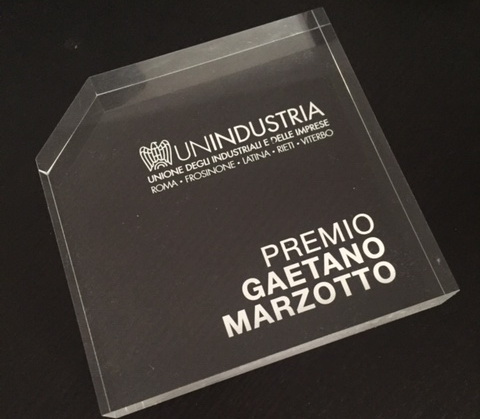 UNINDUSTRIA
UNIONE DEGLI INDUSTRIALI E DELLE IMPRESE
ROMA • FROSINONE • LATINA • RIETI • VITERBO
PREMIO
GAETANO
MARZOTTO